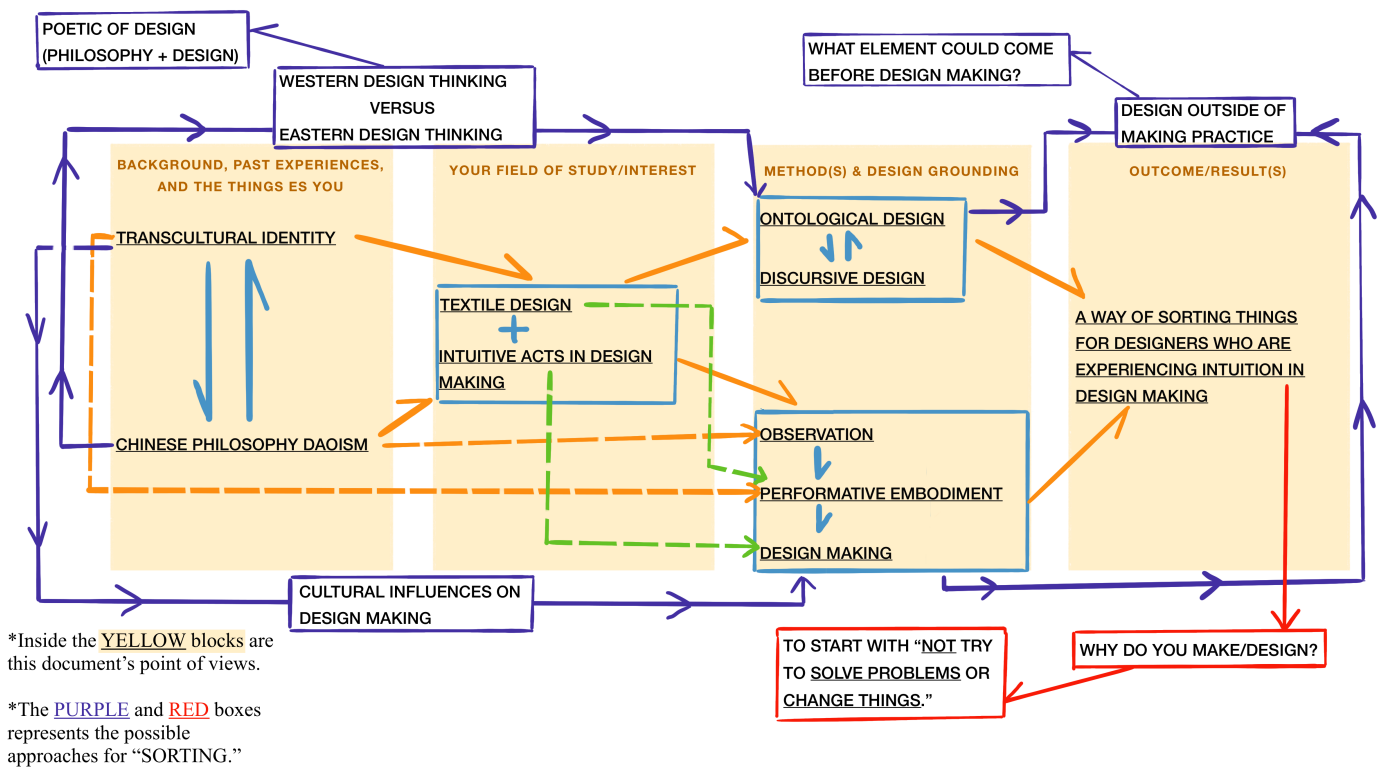 POETIC OF DESIGN
(PHILOSOPHY + DESIGN)
WESTERN DESIGN THINKING
VERSUS
EASTERN DESIGN THINKING
WHAT ELEMENT COULD COME
BEFORE DESIGN MAKING?
DESIGN OUTSIDE OF
MAKING PRACTICE
BACKGROUND, PAST EXPERIENCES,
AND THE THINGS ES YOU
TRANSCULTURAL IDENTITY
CHINESE PHILOSOPHY DAOISM
YOUR FIELD OF STUDY/INTEREST
TEXTILE DESIGN
+
INTUITIVE ACTS IN DESIGN
MAKING
METHOD(S) & DESIGN GROUNDING
ONTOLOGICAL DESIGN
DISCURSIVE DESIGN
OBSERVATION
PERFORMATIVE EMBODIMENT
DESIGN MAKING
OUTCOME/RESULT(S)
A WAY OF SORTING THINGS
FOR DESIGNERS WHO ARE
EXPERIENCING INTUITION IN
DESIGN MAKING
CULTURAL INFLUENCES ON
DESIGN MAKING
TO START WITH “NOT TRY
TO SOLVE PROBLEMS OR
CHANGE THINGS.”
WHY DO YOU MAKE/DESIGN?
*Inside the YELLOW blocks are
this document’s point of views.
*The PURPLE and RED boxes
represents the possible
approaches for “SORTING.”